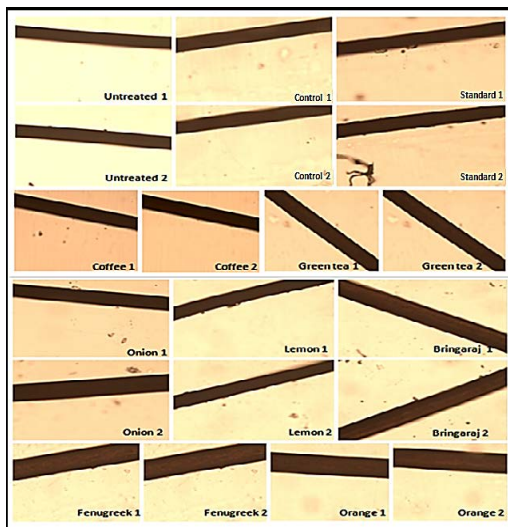 Untreated 1
Control 1
Standard 1
Untreated 2
Control 2
Standard 2
Coffee 1
Coffee 2
Green tea 1
Green tea 2
Onion 1
Lemon 1
Bringaraj 1
Onion 2
Lemon 2
Bringaraj 2
Fenugreek 1
Fenugreek 2
Orange 1
Orange 2